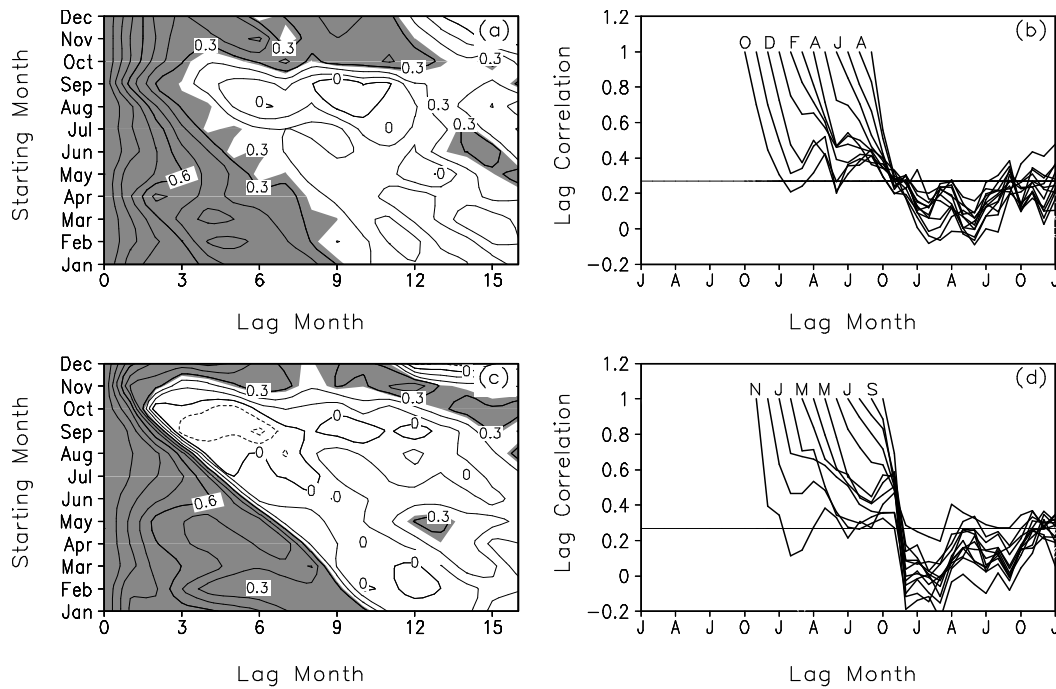 (a)
Dec
Nov
Oct
Sep
Aug
Jul
Jun
May
Apr
Mar
Feb
Jan
Starting Month
0.3
0.3
0.3
0.3
0
0
0
0.3
0
0.3
0.3
0.6
0.3
0
0 3 6 9 12 15
Lag Month
(b)
O D F A J A
1.2
1
0.8
0.6
0.4
0.2
0
−0.2
Lag Correlation
J A J O J A J O J A J O J
Lag Month
(c)
Dec
Nov
Oct
Sep
Aug
Jul
Jun
May
Apr
Mar
Feb
Jan
Starting Month
0
0.3
0.3
0.3
0
0
0
0
0
0
0.6
0.3
0
0
0
0.3
0
0 3 6 9 12 15
Lag Month
(d)
N J M M J S
1.2
1
0.8
0.6
0.4
0.2
0
−0.2
Lag Correlation
J A J O J A J O J A J O J
Lag Month